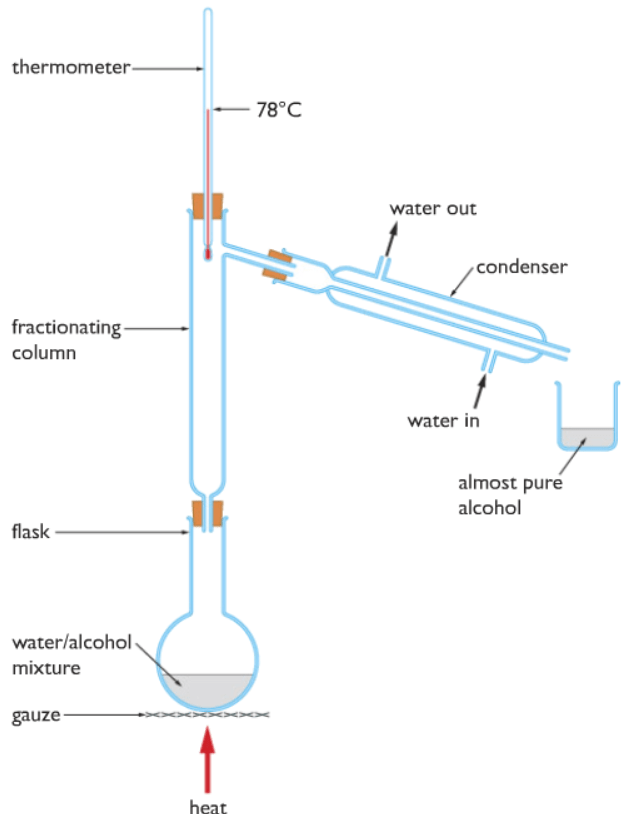 thermometer
78°C
water out
condenser
fractionating
column
water in
almost pure
alcohol
flask
water/alcohol
mixture
gauze
heat